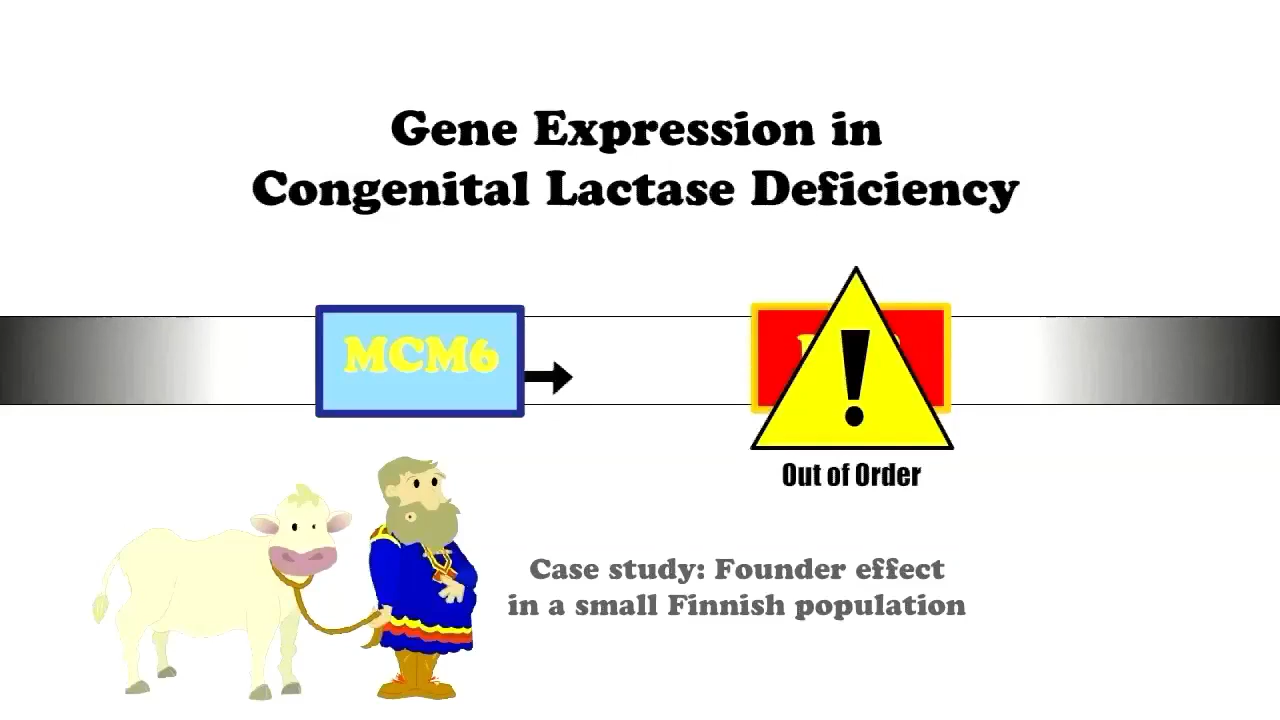 Gene Expression in
Congenital Lactase Deficiency
MCM6
Out of Order
Case study: Founder effect
in a small Finnish population